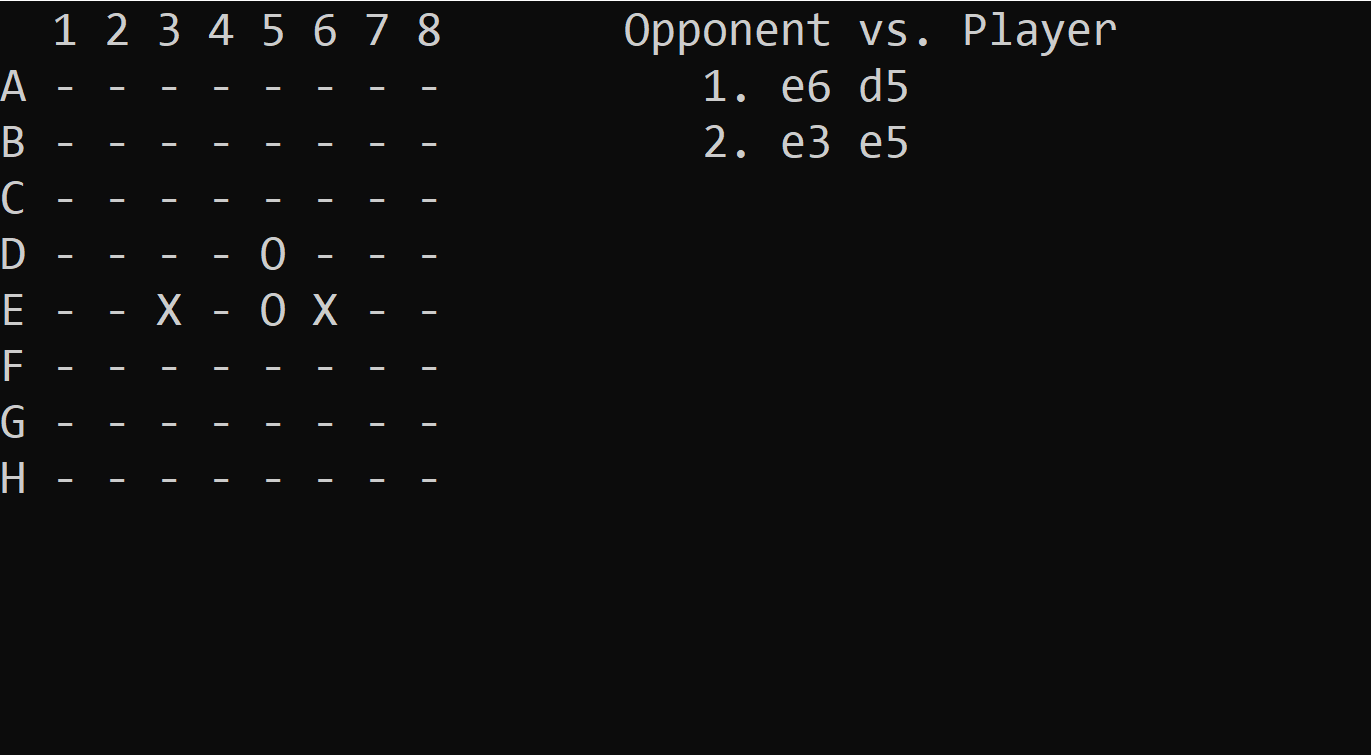 1 2 3 4 5 6 7 8 Opponent vs. Player
A - - - - - - - - 1. e6 d5
B - - - - - - - - 2. e3 e5
C - - - - - - - -
D - - - - O - - -
E - - X - O X - -
F - - - - - - - -
G - - - - - - - -
H - - - - - - - -